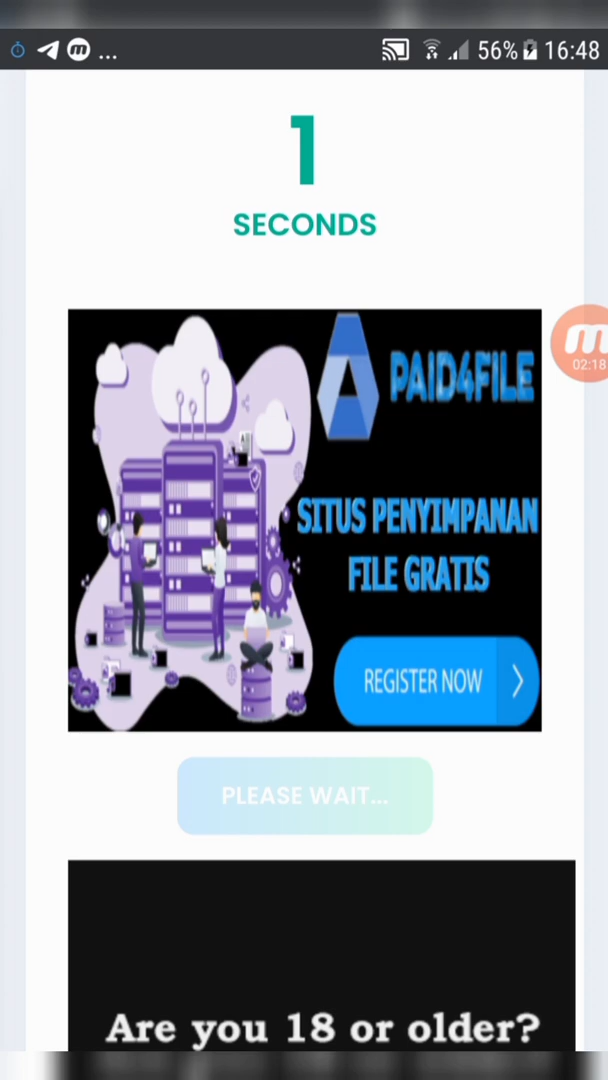 ... 56% 16:48
1
SECONDS
02:18
PAID4FILE
SITUS PENYIMPANAN
FILE GRATIS
REGISTER NOW
PLEASE WAIT...
Are you 18 or older?